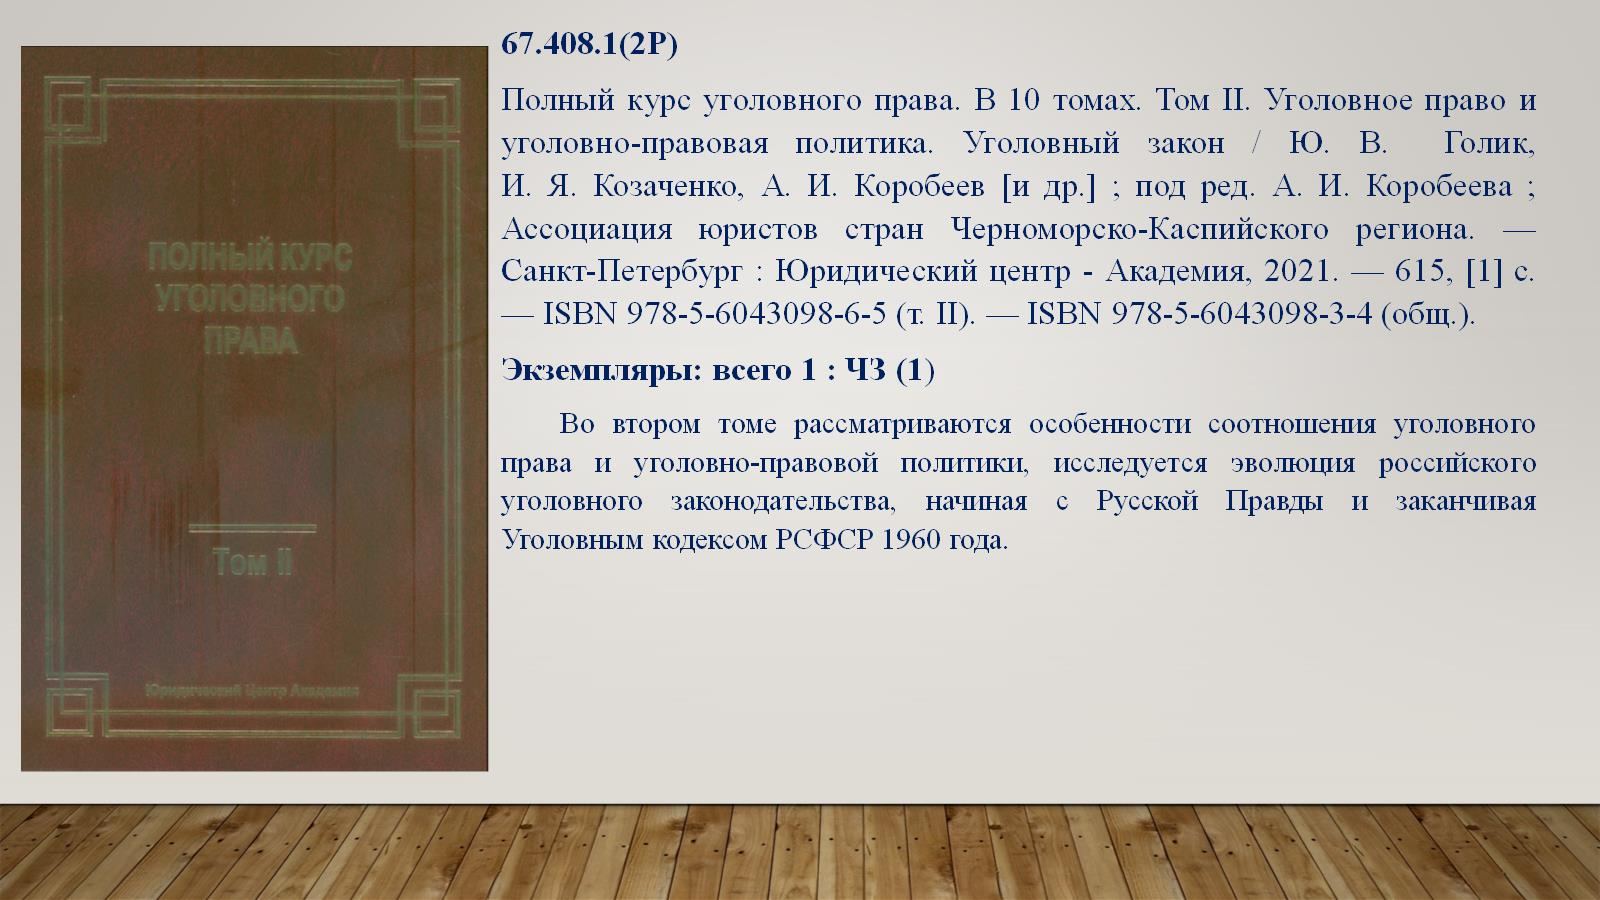 ПОЛНЫЙ КУРС
УГОЛОВНОГО
ПРАВА
Том II
Юридический Центр Академия
67.408.1(2Р)
Полный курс уголовного права. В 10 томах. Том II. Уголовное право и
уголовно-правовая политика. Уголовный закон / Ю. В. Голик,
И. Я. Козаченко, А. И. Коробеев [и др.] ; под ред. А. И. Коробеева ;
Ассоциация юристов стран Черноморско-Каспийского региона. —
Санкт-Петербург : Юридический центр - Академия, 2021. — 615, [1] с.
— ISBN 978-5-6043098-6-5 (т. II). — ISBN 978-5-6043098-3-4 (общ.).
Экземпляры: всего 1 : ЧЗ (1)
Во втором томе рассматриваются особенности соотношения уголовного
права и уголовно-правовой политики, исследуется эволюция российского
уголовного законодательства, начиная с Русской Правды и заканчивая
Уголовным кодексом РСФСР 1960 года.